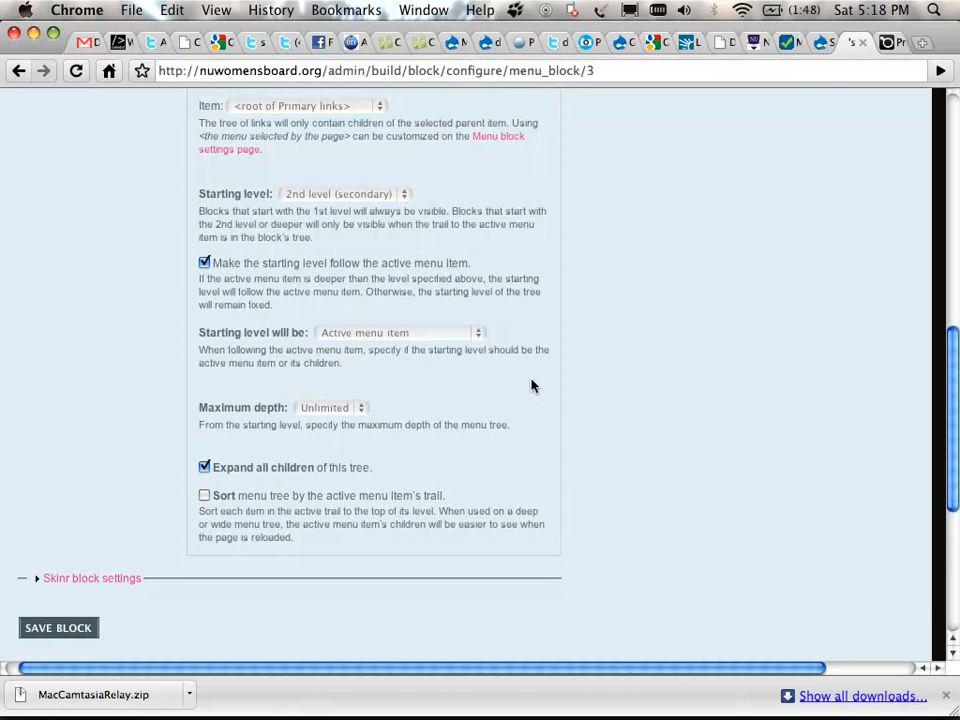 Chrome File Edit View History Bookmarks Window Help (1:48) Sat 5:18 PM
http://nuwomensboard.org/admin/build/block/configure/menu_block/3
Item: <root of Primary links>
The tree of links will only contain children of the selected parent item. Using
<the menu selected by the page> can be customized on the Menu block
settings page.
Starting level: 2nd level (secondary)
Blocks that start with the 1st level will always be visible. Blocks that start with
the 2nd level or deeper will only be visible when the trail to the active menu
item is in the block's tree.
Make the starting level follow the active menu item.
If the active menu item is deeper than the level specified above, the starting
level will follow the active menu item. Otherwise, the starting level of the tree
will remain fixed.
Starting level will be: Active menu item
When following the active menu item, specify if the starting level should be the
active menu item or its children.
Maximum depth: Unlimited
From the starting level, specify the maximum depth of the menu tree.
Expand all children of this tree.
Sort menu tree by the active menu item's trail.
Sort each item in the active trail to the top of its level. When used on a deep
or wide menu tree, the active menu item's children will be easier to see when
the page is reloaded.
Skinr block settings
SAVE BLOCK
MacCamtasiaRelay.zip
Show all downloads...